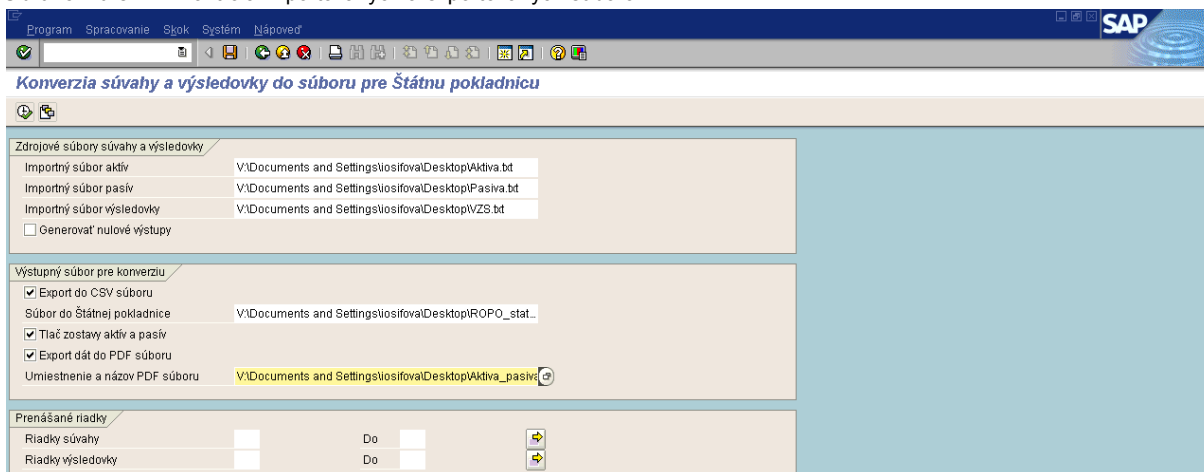 Program Spracovanie Skok Systém Nápoveď
SAP
Konverzia súvahy a výsledovky do súboru pre Štátnu pokladnicu
Zdrojové súbory súvahy a výsledovky
Importný súbor aktív V:\Documents and Settings\iosifova\Desktop\Aktiva.txt
Importný súbor pasív V:\Documents and Settings\iosifova\Desktop\Pasiva.txt
Importný súbor výsledovky V:\Documents and Settings\iosifova\Desktop\VZS.txt
Generovať nulové výstupy
Výstupný súbor pre konverziu
Export do CSV súboru
Súbor do Štátnej pokladnice V:\Documents and Settings\iosifova\Desktop\ROPO_stat...
Tlač zostavy aktív a pasív
Export dát do PDF súboru
Umiestnenie a názov PDF súboru V:\Documents and Settings\iosifova\Desktop\Aktiva_pasiva
Prenášané riadky
Riadky súvahy Do
Riadky výsledovky Do